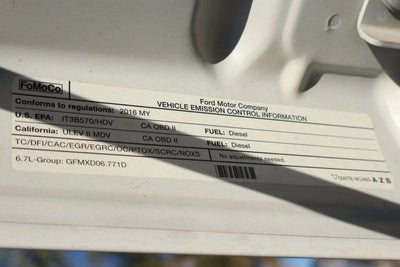 FoMoCo
Ford Motor Company
VEHICLE EMISSION CONTROL INFORMATION
Conforms to regulations: 2016 MY
U.S. EPA: IT3B570/HDV CA OBD II FUEL: Diesel
California: ULEV II MDV CA OBD II FUEL: Diesel
TC/DFI/CAC/EGR/EGRC/OC/PTOX/SCRC/NOXS No adjustments needed.
6.7L-Group: GFMXD06.771D
AZB